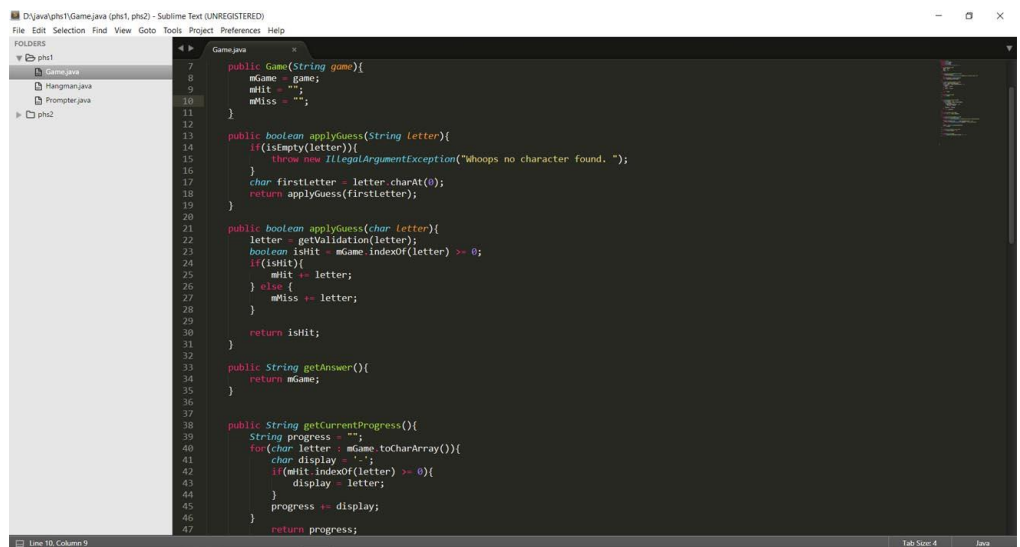 D:\java\phs1\Game.java (phs1, phs2) - Sublime Text (UNREGISTERED)
File Edit Selection Find View Goto Tools Project Preferences Help
FOLDERS
phs1
Game.java
Hangman.java
Prompter.java
phs2
Game.java
7 public Game(String game){
8 mGame = game;
9 mHit = "";
10 mMiss = "";
11 }
12
13 public boolean applyGuess(String letter){
14 if(isEmpty(letter)){
15 throw new IllegalArgumentException("Whoops no character found. ");
16 }
17 char firstLetter = letter.charAt(0);
18 return applyGuess(firstLetter);
19 }
20
21 public boolean applyGuess(char letter){
22 letter = getValidation(letter);
23 boolean isHit = mGame.indexOf(letter) >= 0;
24 if(isHit){
25 mHit += letter;
26 } else {
27 mMiss += letter;
28 }
29
30 return isHit;
31 }
32
33 public String getAnswer(){
34 return mGame;
35 }
36
37
38 public String getCurrentProgress(){
39 String progress = "";
40 for(char letter : mGame.toCharArray()){
41 char display = '-';
42 if(mHit.indexOf(letter) >= 0){
43 display = letter;
44 }
45 progress += display;
46 }
47 return progress;
Line 10, Column 9
Tab Size: 4 Java